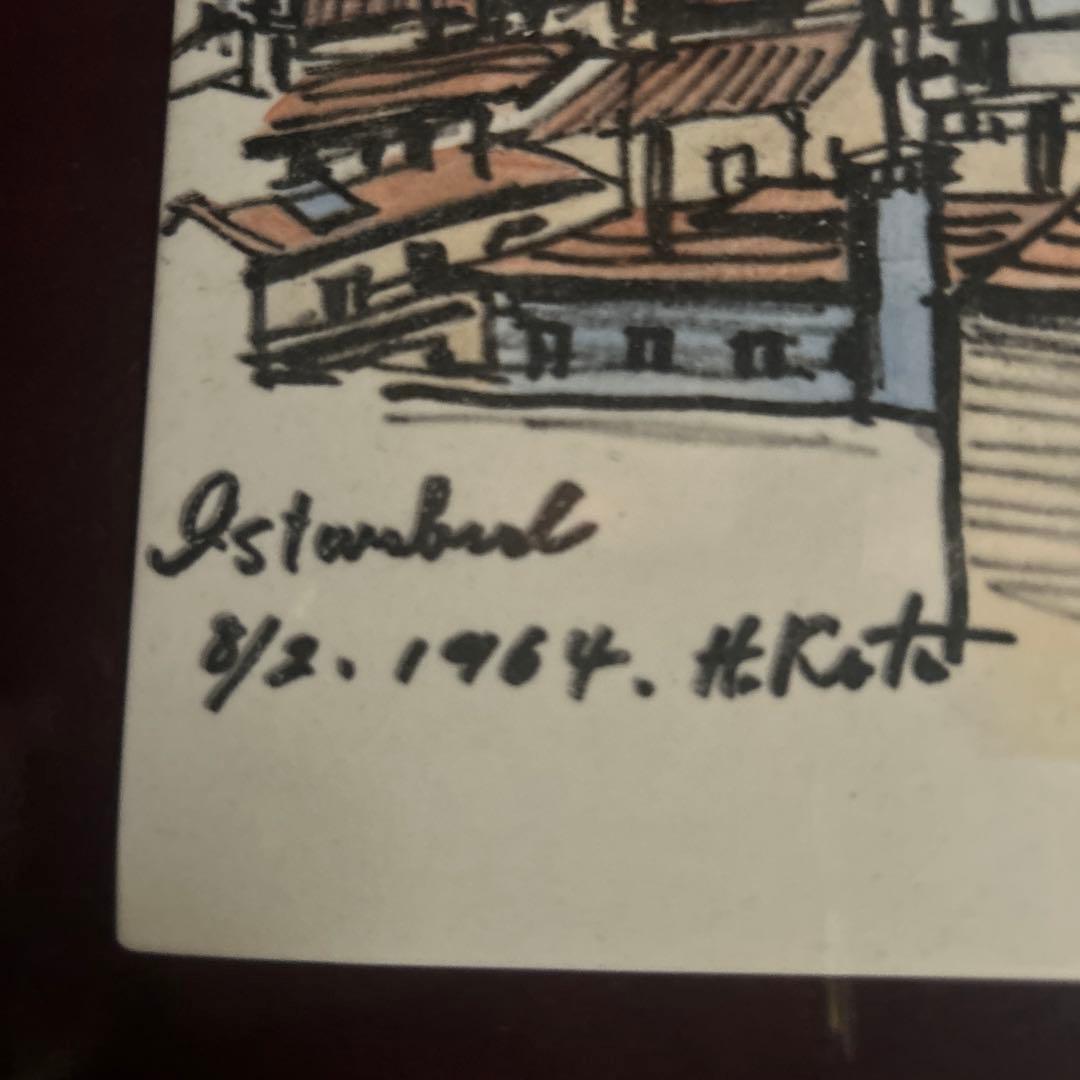 Istanbul
8/2. 1964. H.Kato